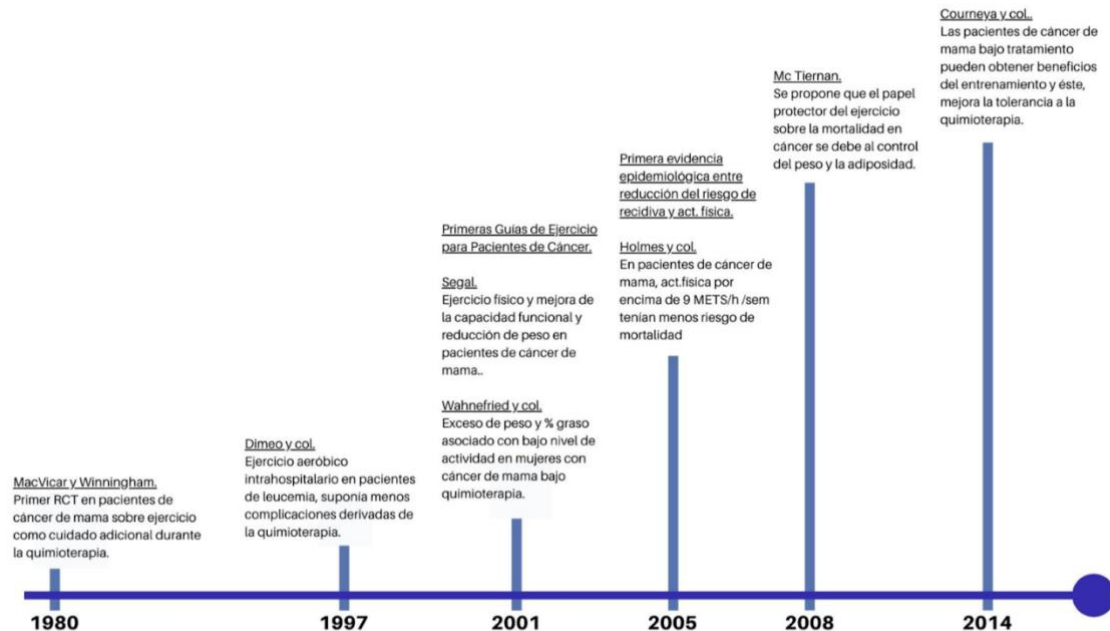 MacVicar y Winningham.
Primer RCT en pacientes de
cáncer de mama sobre ejercicio
como cuidado adicional durante
la quimioterapia.
Dimeo y col.
Ejercicio aeróbico
intrahospitalario en pacientes
de leucemia, suponía menos
complicaciones derivadas de
la quimioterapia.
Primeras Guías de Ejercicio
para Pacientes de Cáncer.
Segal.
Ejercicio físico y mejora de
la capacidad funcional y
reducción de peso en
pacientes de cáncer de
mama..
Wahnefried y col.
Exceso de peso y % graso
asociado con bajo nivel de
actividad en mujeres con
cáncer de mama bajo
quimioterapia.
Primera evidencia
epidemiológica entre
reducción del riesgo de
recidiva y act. física.
Holmes y col.
En pacientes de cáncer de
mama, act.física por
encima de 9 METS/h /sem
tenían menos riesgo de
mortalidad
Mc Tiernan.
Se propone que el papel
protector del ejercicio
sobre la mortalidad en
cáncer se debe al control
del peso y la adiposidad.
Courneya y col..
Las pacientes de cáncer de
mama bajo tratamiento
pueden obtener beneficios
del entrenamiento y éste,
mejora la tolerancia a la
quimioterapia.
1980
1997
2001
2005
2008
2014